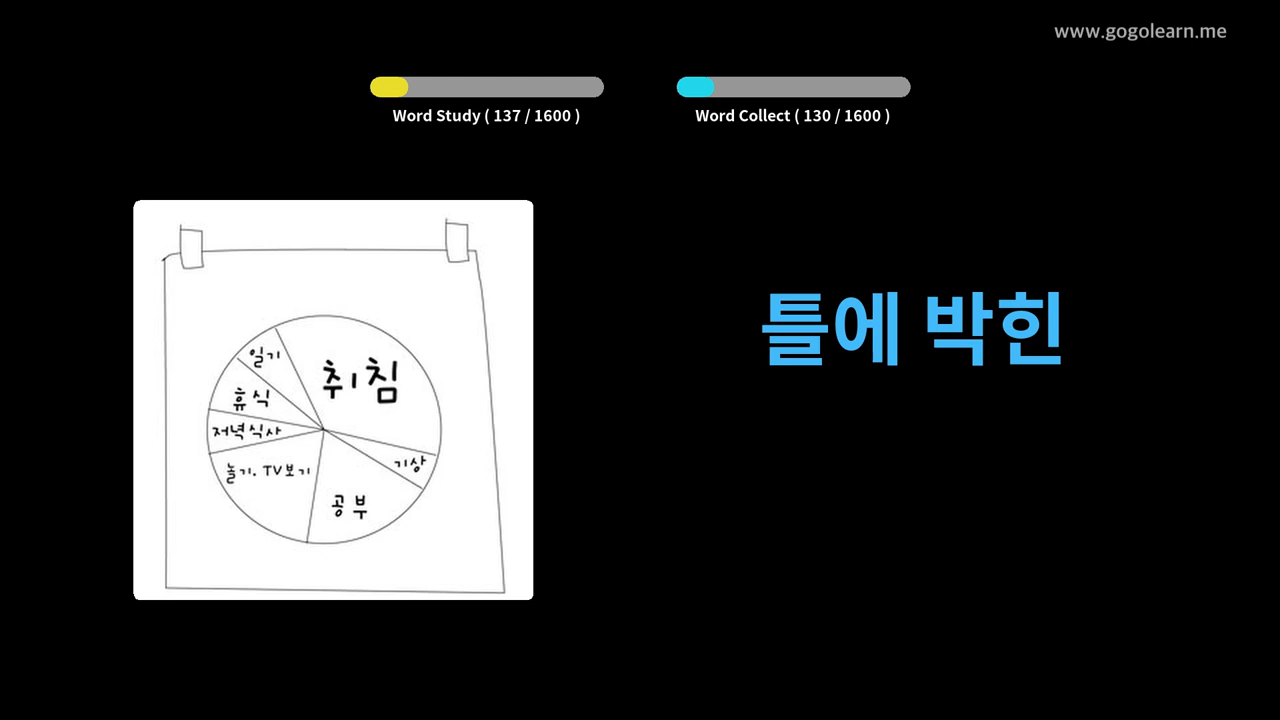 www.gogolearn.me
Word Study ( 137 / 1600 )
Word Collect ( 130 / 1600 )
틀에 박힌
일기
취침
휴식
저녁식사
기상
놀기. TV보기
공부